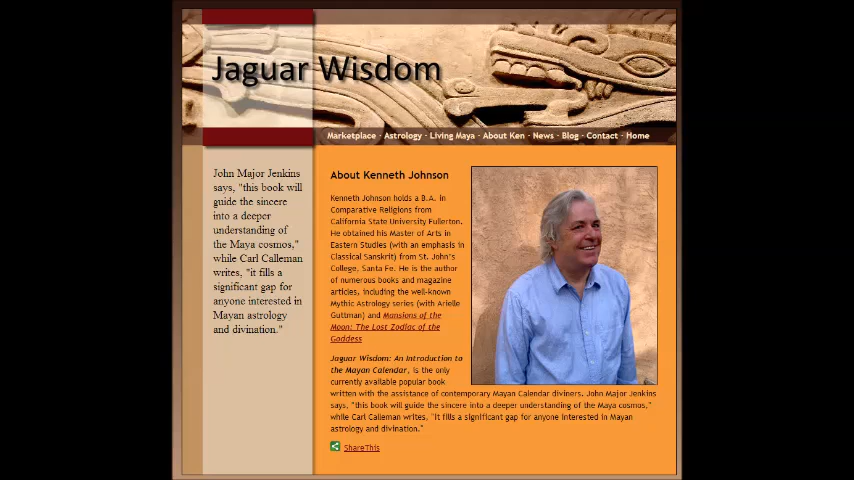 Jaguar Wisdom
Marketplace - Astrology - Living Maya - About Ken - News - Blog - Contact - Home
John Major Jenkins
says, "this book will
guide the sincere
into a deeper
understanding of
the Maya cosmos,"
while Carl Calleman
writes, "it fills a
significant gap for
anyone interested in
Mayan astrology
and divination."
About Kenneth Johnson
Kenneth Johnson holds a B.A. in
Comparative Religions from
California State University Fullerton.
He obtained his Master of Arts in
Eastern Studies (with an emphasis in
Classical Sanskrit) from St. John's
College, Santa Fe. He is the author
of numerous books and magazine
articles, including the well-known
Mythic Astrology series (with Arielle
Guttman) and Mansions of the
Moon: The Lost Zodiac of the
Goddess
Jaguar Wisdom: An Introduction to
the Mayan Calendar, is the only
currently available popular book
written with the assistance of contemporary Mayan Calendar diviners. John Major Jenkins
says, "this book will guide the sincere into a deeper understanding of the Maya cosmos,"
while Carl Calleman writes, "it fills a significant gap for anyone interested in Mayan
astrology and divination."
ShareThis